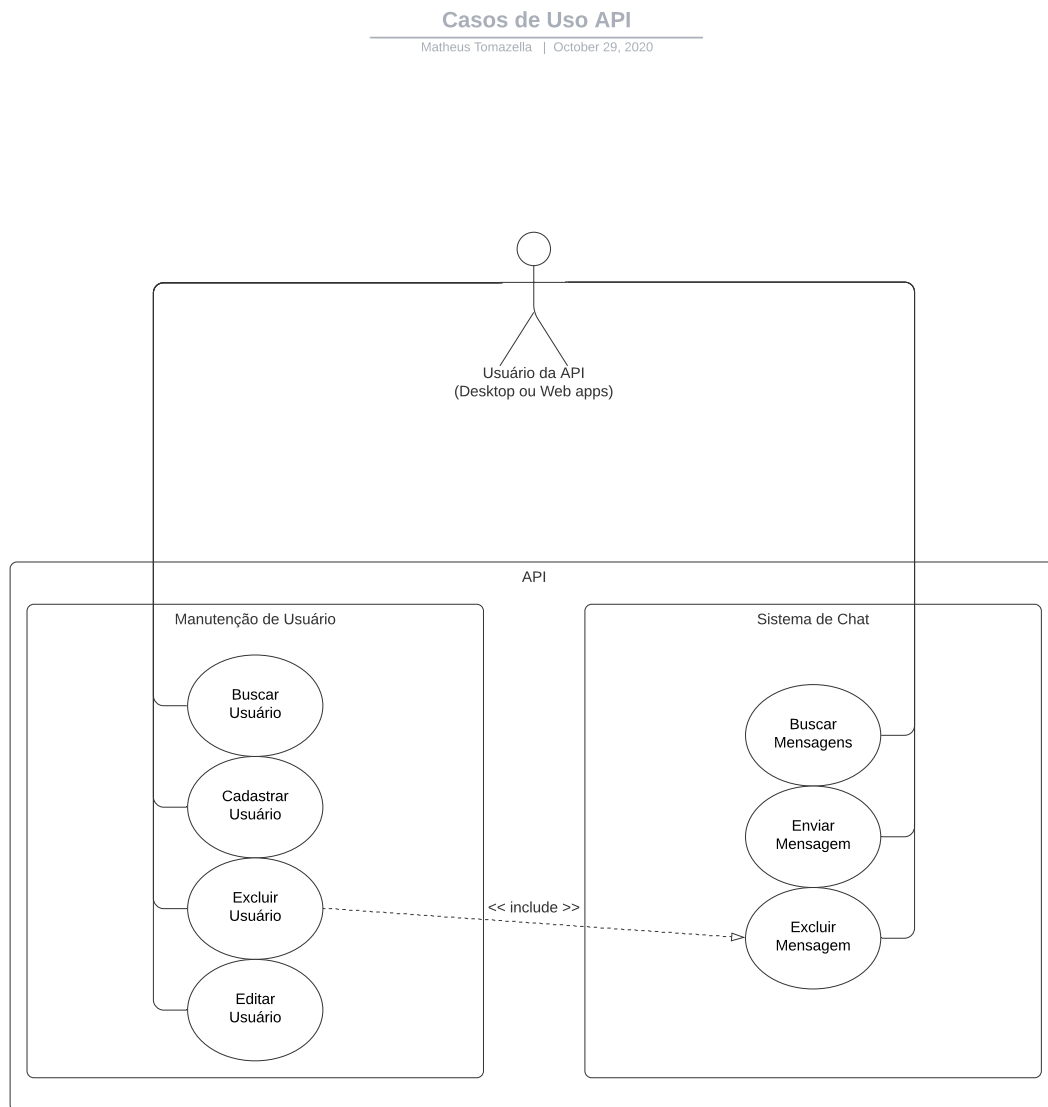 Casos de Uso API
Matheus Tomazella | October 29, 2020
Usuário da API
(Desktop ou Web apps)
API
Manutenção de Usuário
Buscar
Usuário
Cadastrar
Usuário
Excluir
Usuário
Editar
Usuário
<< include >>
Sistema de Chat
Buscar
Mensagens
Enviar
Mensagem
Excluir
Mensagem